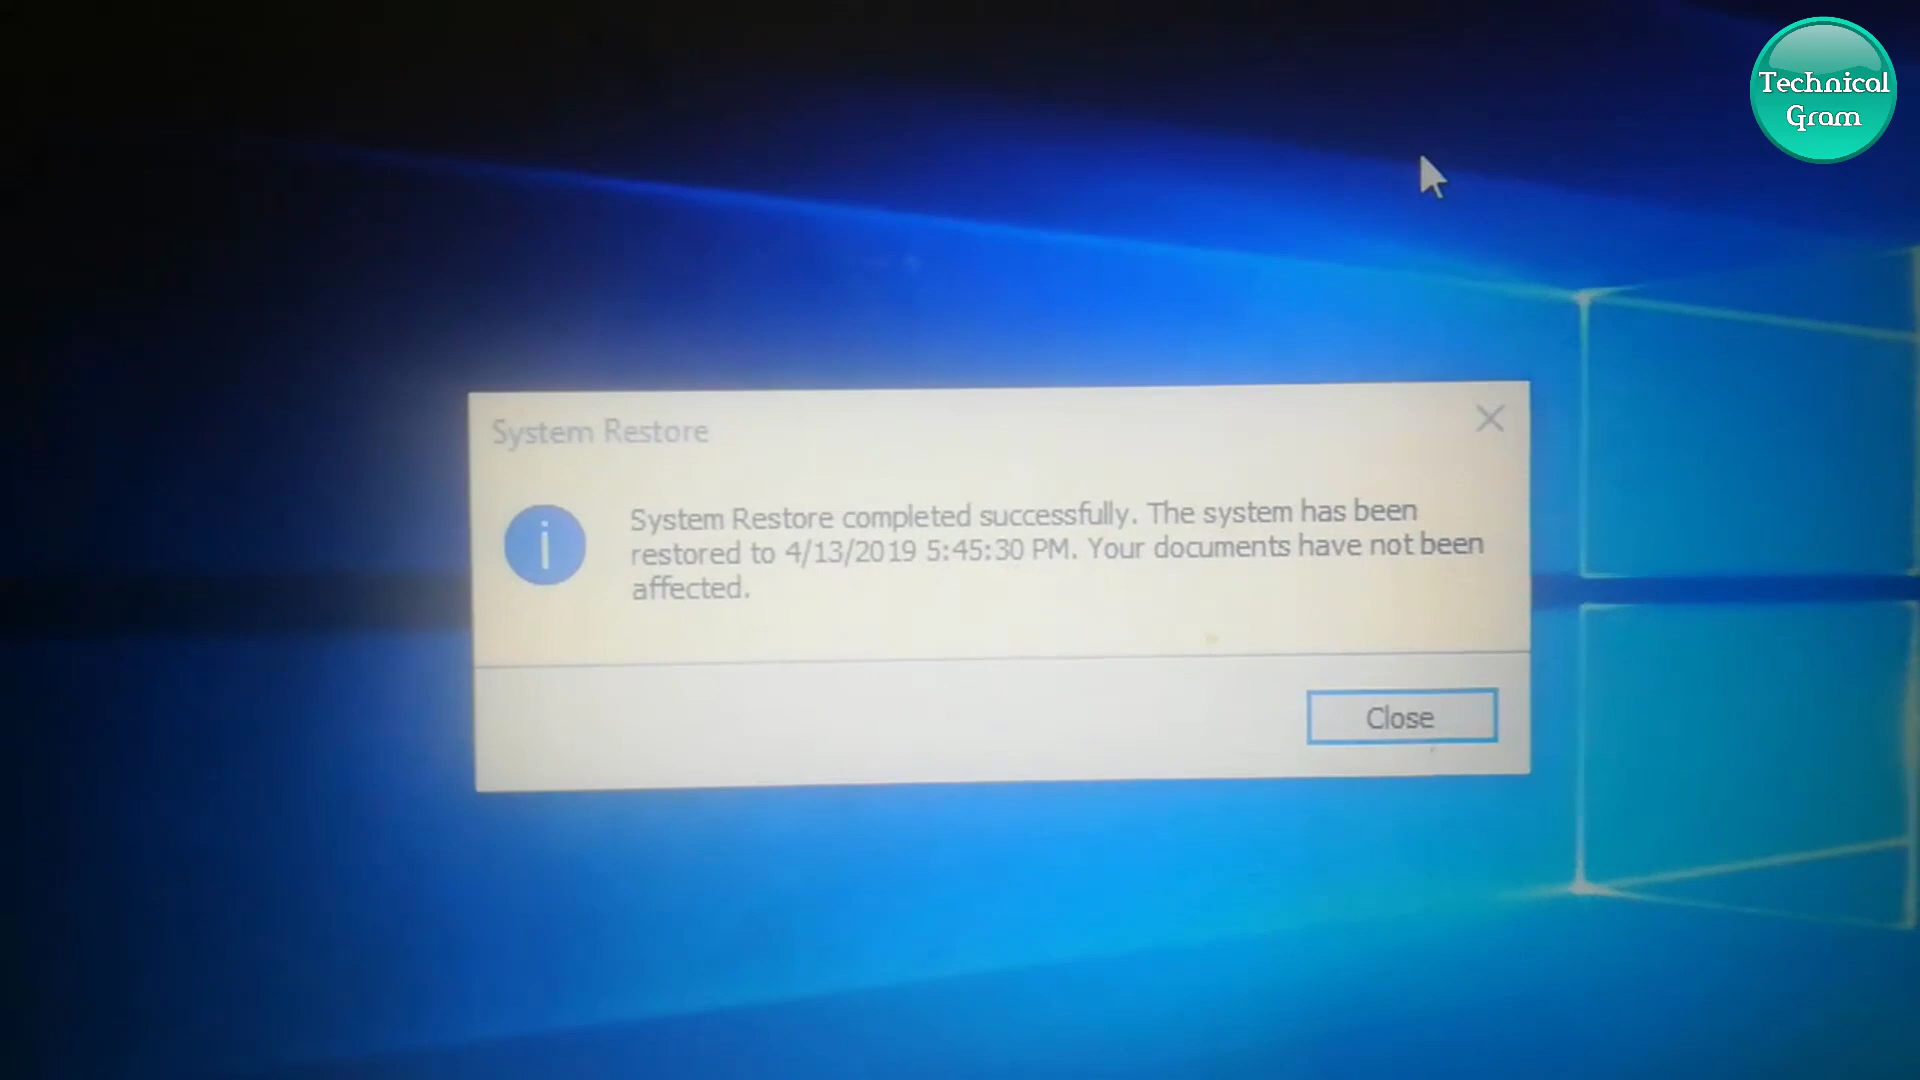 Technical
Gram
System Restore
System Restore completed successfully. The system has been
restored to 4/13/2019 5:45:30 PM. Your documents have not been
affected.
Close